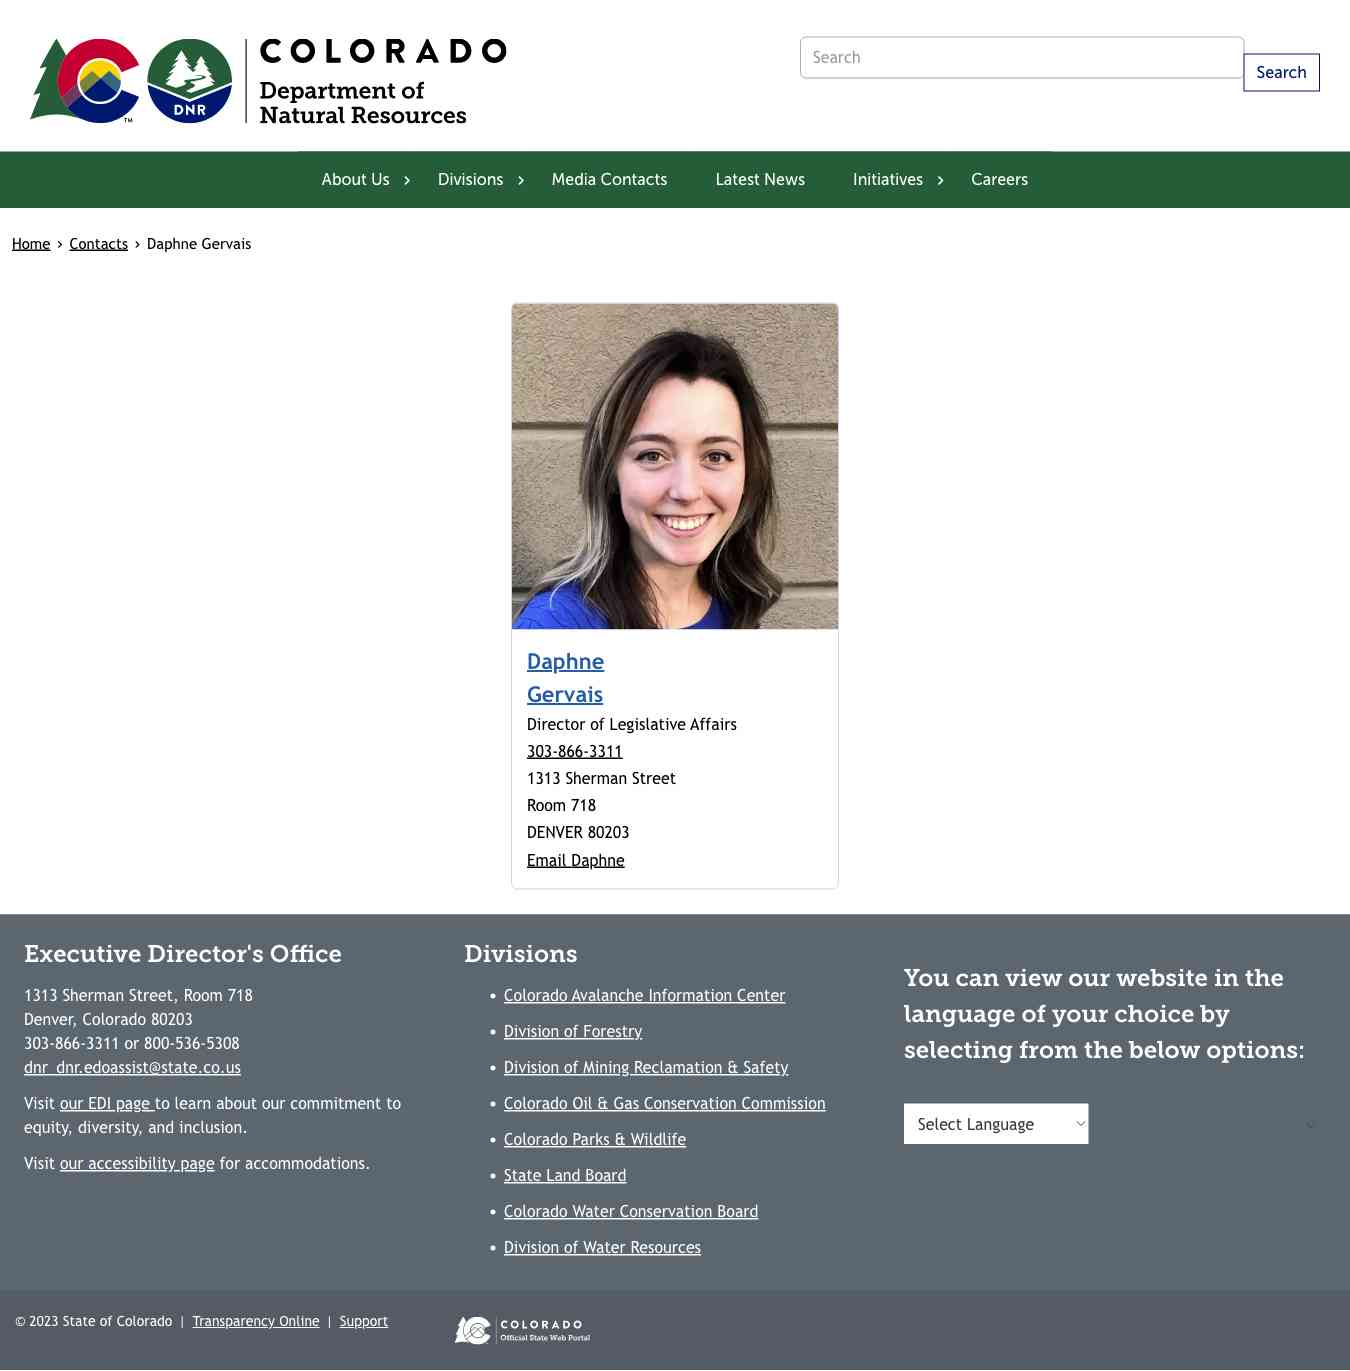 COLORADO
Department of
Natural Resources
DNR
TM
Search
Search
About Us
Divisions
Media Contacts
Latest News
Initiatives
Careers
Home › Contacts › Daphne Gervais
Daphne
Gervais
Director of Legislative Affairs
303-866-3311
1313 Sherman Street
Room 718
DENVER 80203
Email Daphne
Executive Director's Office
1313 Sherman Street, Room 718
Denver, Colorado 80203
303-866-3311 or 800-536-5308
dnr_dnr.edoassist@state.co.us
Visit our EDI page to learn about our commitment to
equity, diversity, and inclusion.
Visit our accessibility page for accommodations.
Divisions
• Colorado Avalanche Information Center
• Division of Forestry
• Division of Mining Reclamation & Safety
• Colorado Oil & Gas Conservation Commission
• Colorado Parks & Wildlife
• State Land Board
• Colorado Water Conservation Board
• Division of Water Resources
You can view our website in the
language of your choice by
selecting from the below options:
Select Language
© 2023 State of Colorado | Transparency Online | Support
COLORADO
Official State Web Portal